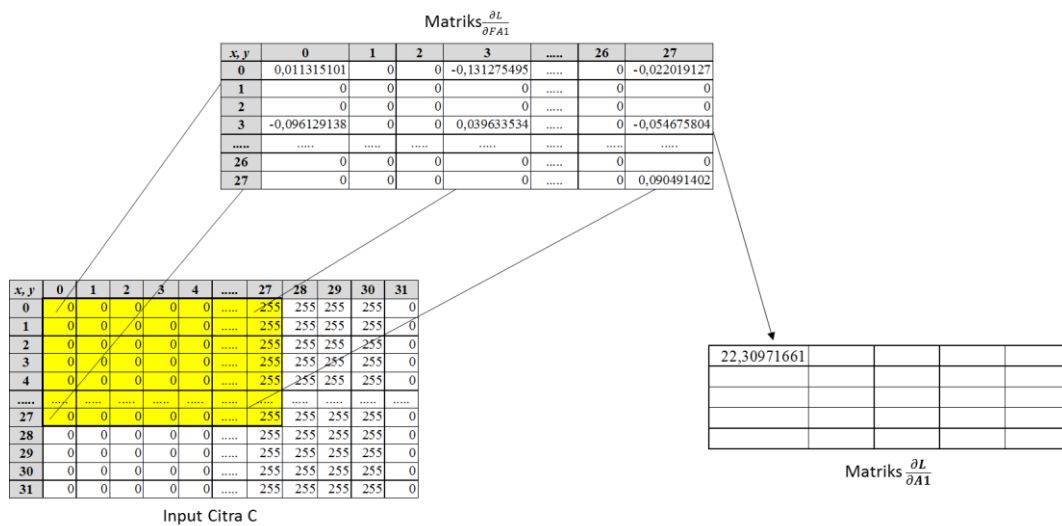 Matriks ∂L/∂FA1
x, y 0 1 2 3 ..... 26 27
0 0,011315101 0 0 -0,131275495 ..... 0 -0,022019127
1 0 0 0 0 ..... 0 0
2 0 0 0 0 ..... 0 0
3 -0,096129138 0 0 0,039633534 ..... 0 -0,054675804
..... ..... ..... ..... ..... ..... ..... .....
26 0 0 0 0 ..... 0 0
27 0 0 0 0 ..... 0 0,090491402
x, y 0 1 2 3 4 ..... 27 28 29 30 31
0 0 0 0 0 0 ..... 255 255 255 255 0
1 0 0 0 0 0 ..... 255 255 255 255 0
2 0 0 0 0 0 ..... 255 255 255 255 0
3 0 0 0 0 0 ..... 255 255 255 255 0
4 0 0 0 0 0 ..... 255 255 255 255 0
..... ..... ..... ..... ..... ..... ..... ..... ..... ..... ..... .....
27 0 0 0 0 0 ..... 255 255 255 255 0
28 0 0 0 0 0 ..... 255 255 255 255 0
29 0 0 0 0 0 ..... 255 255 255 255 0
30 0 0 0 0 0 ..... 255 255 255 255 0
31 0 0 0 0 0 ..... 255 255 255 255 0
Input Citra C
22,30971661
Matriks ∂L/∂A1